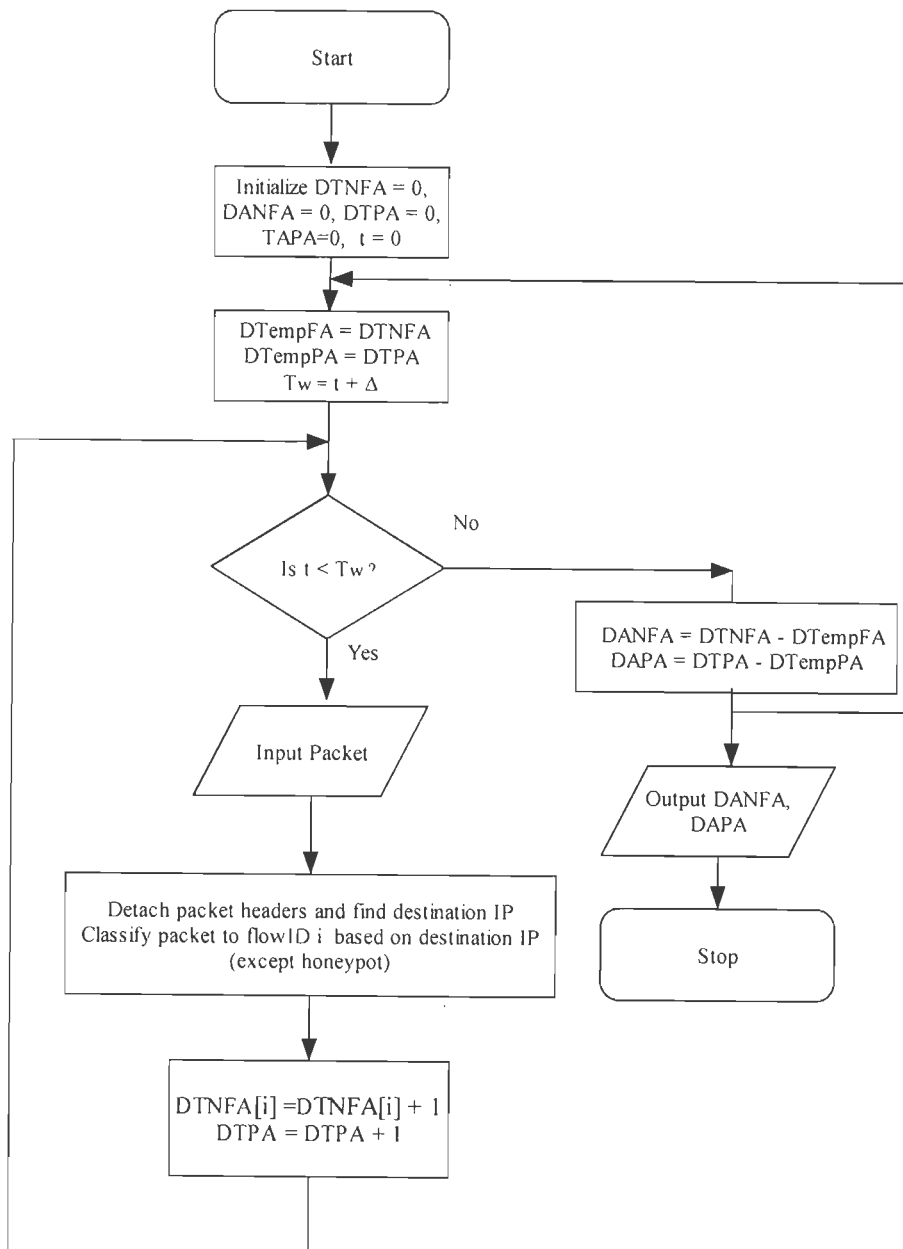 Start
Initialize DTNFA = 0,
DANFA = 0, DTPA = 0,
TAPA=0, t = 0
DTempFA = DTNFA
DTempPA = DTPA
Tw = t + Δ
Is t < Tw?
No
Yes
DANFA = DTNFA - DTempFA
DAPA = DTPA - DTempPA
Input Packet
Output DANFA,
DAPA
Detach packet headers and find destination IP
Classify packet to flowID i based on destination IP
(except honeypot)
Stop
DTNFA[i] =DTNFA[i] + 1
DTPA = DTPA + 1